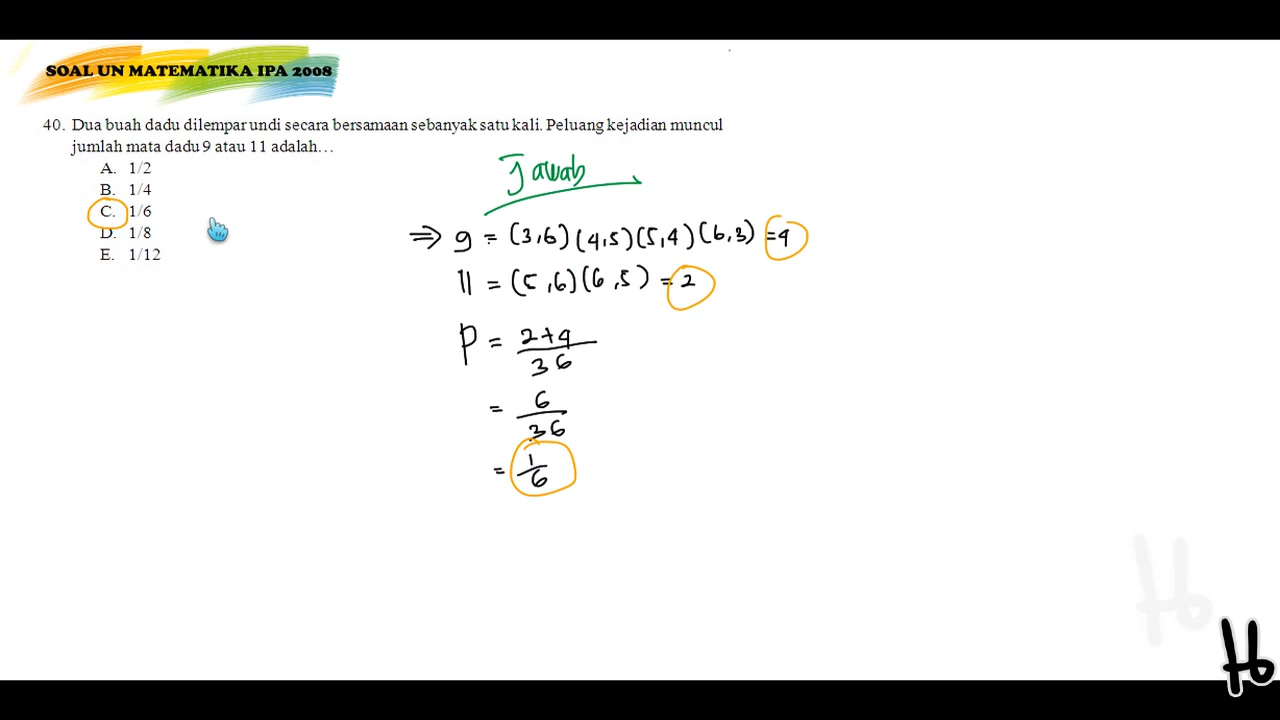 SOAL UN MATEMATIKA IPA 2008
40. Dua buah dadu dilempar undi secara bersamaan sebanyak satu kali. Peluang kejadian muncul
jumlah mata dadu 9 atau 11 adalah…
A. 1/2
B. 1/4
C. 1/6
D. 1/8
E. 1/12
Jawab
⇒ 9 = (3,6) (4,5) (5,4) (6,3) = 4
11 = (5,6) (6,5) = 2
P = 2+4/36
= 6/36
= 1/6